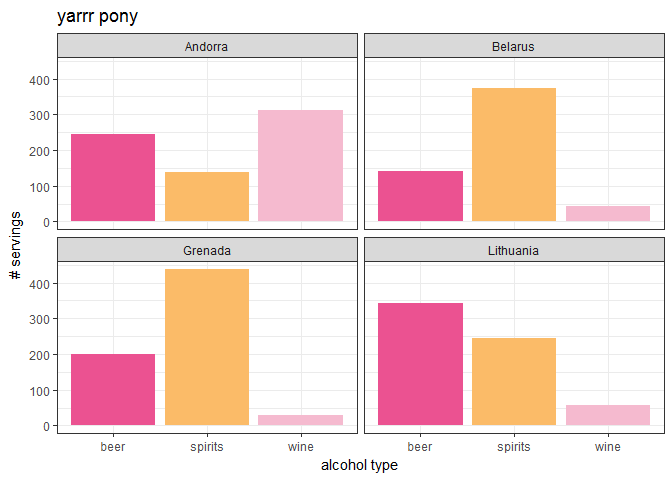 yarrr pony
Andorra
Belarus
400
300
200
100
0
Grenada
Lithuania
400
300
200
100
0
# servings
beer spirits wine
beer spirits wine
alcohol type